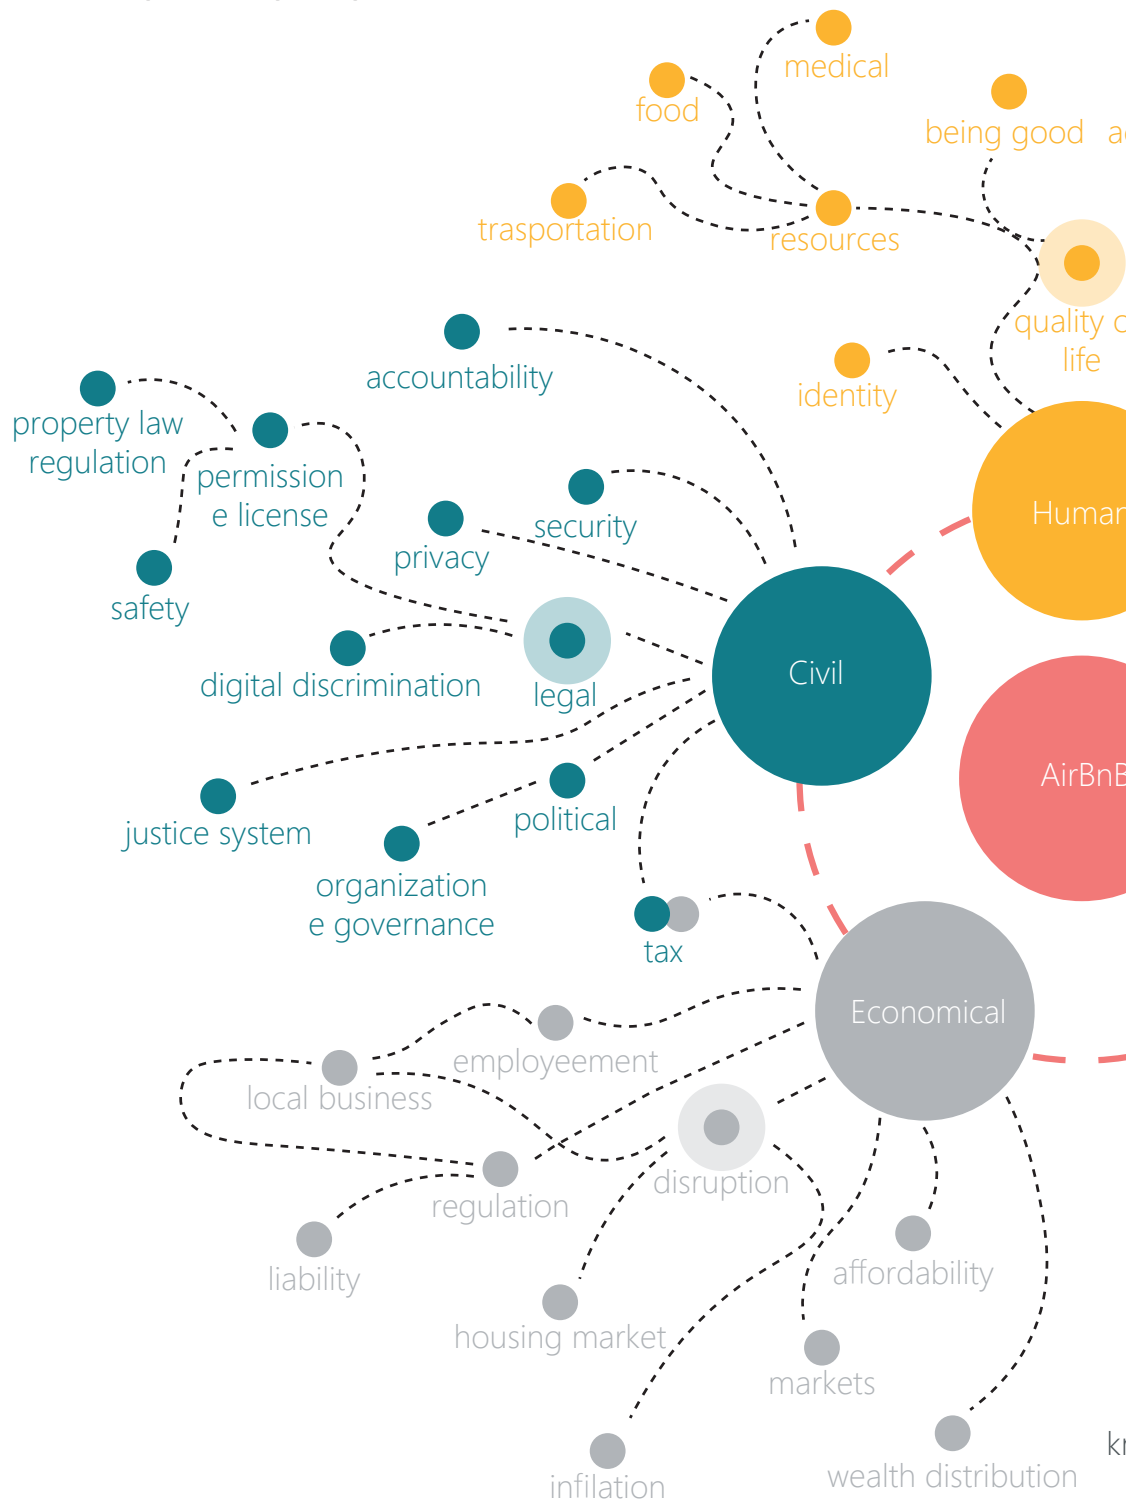 medical
food
being good
trasportation
resources
quality
life
accountability
identity
property law
regulation
permission
e license
Human
security
privacy
safety
Civil
digital discrimination
legal
AirBnB
political
justice system
organization
e governance
tax
Economical
employeement
local business
disruption
regulation
affordability
liability
housing market
markets
wealth distribution
infilation